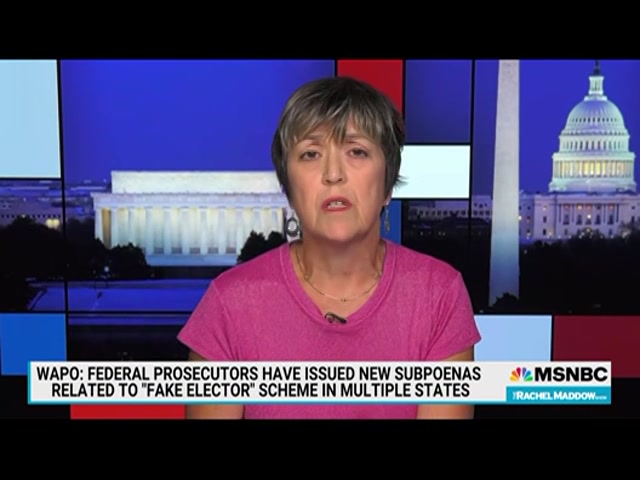 WAPO: FEDERAL PROSECUTORS HAVE ISSUED NEW SUBPOENAS
RELATED TO "FAKE ELECTOR" SCHEME IN MULTIPLE STATES
MSNBC
THE RACHEL MADDOW SHOW